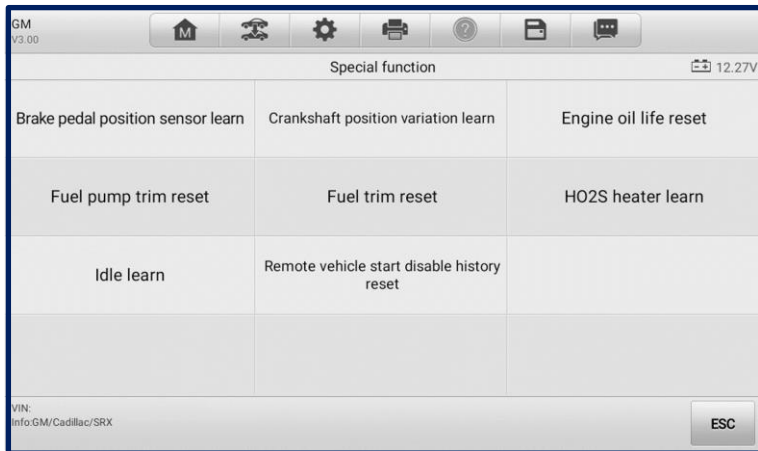 GM
V3.00
M
?
Special function
12.27V
Brake pedal position sensor learn
Crankshaft position variation learn
Engine oil life reset
Fuel pump trim reset
Fuel trim reset
HO2S heater learn
Idle learn
Remote vehicle start disable history
reset
VIN:
Info:GM/Cadillac/SRX
ESC